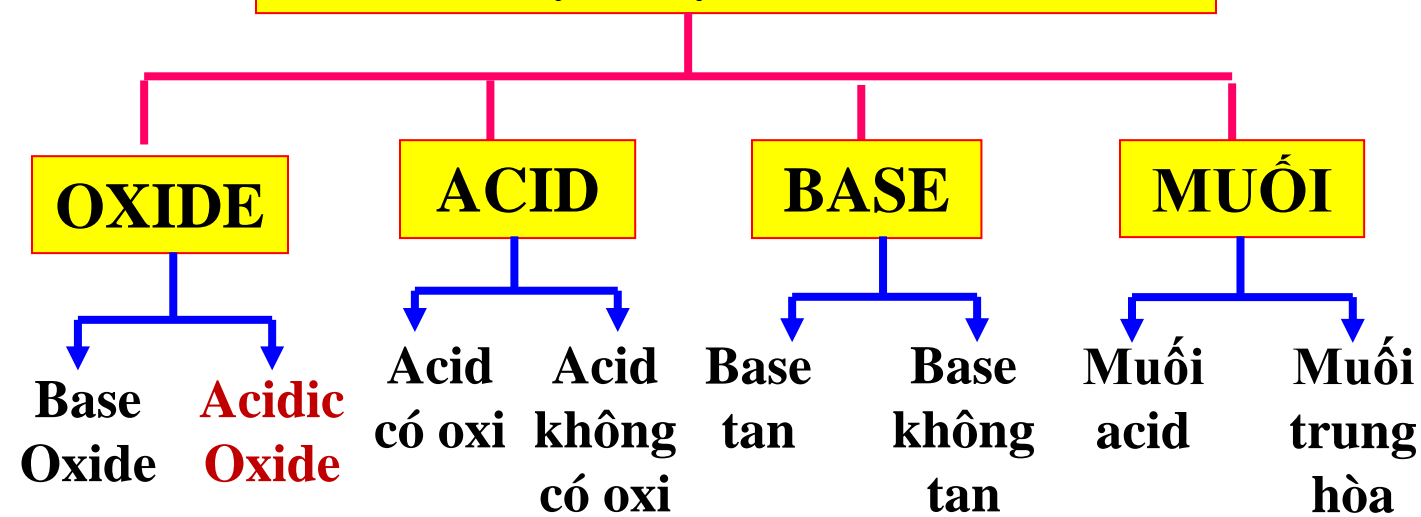 OXIDE
ACID
BASE
MUỐI
Base
Oxide
Acidic
Oxide
Acid
có oxi
Acid
không
có oxi
Base
tan
Base
không
tan
Muối
acid
Muối
trung
hòa